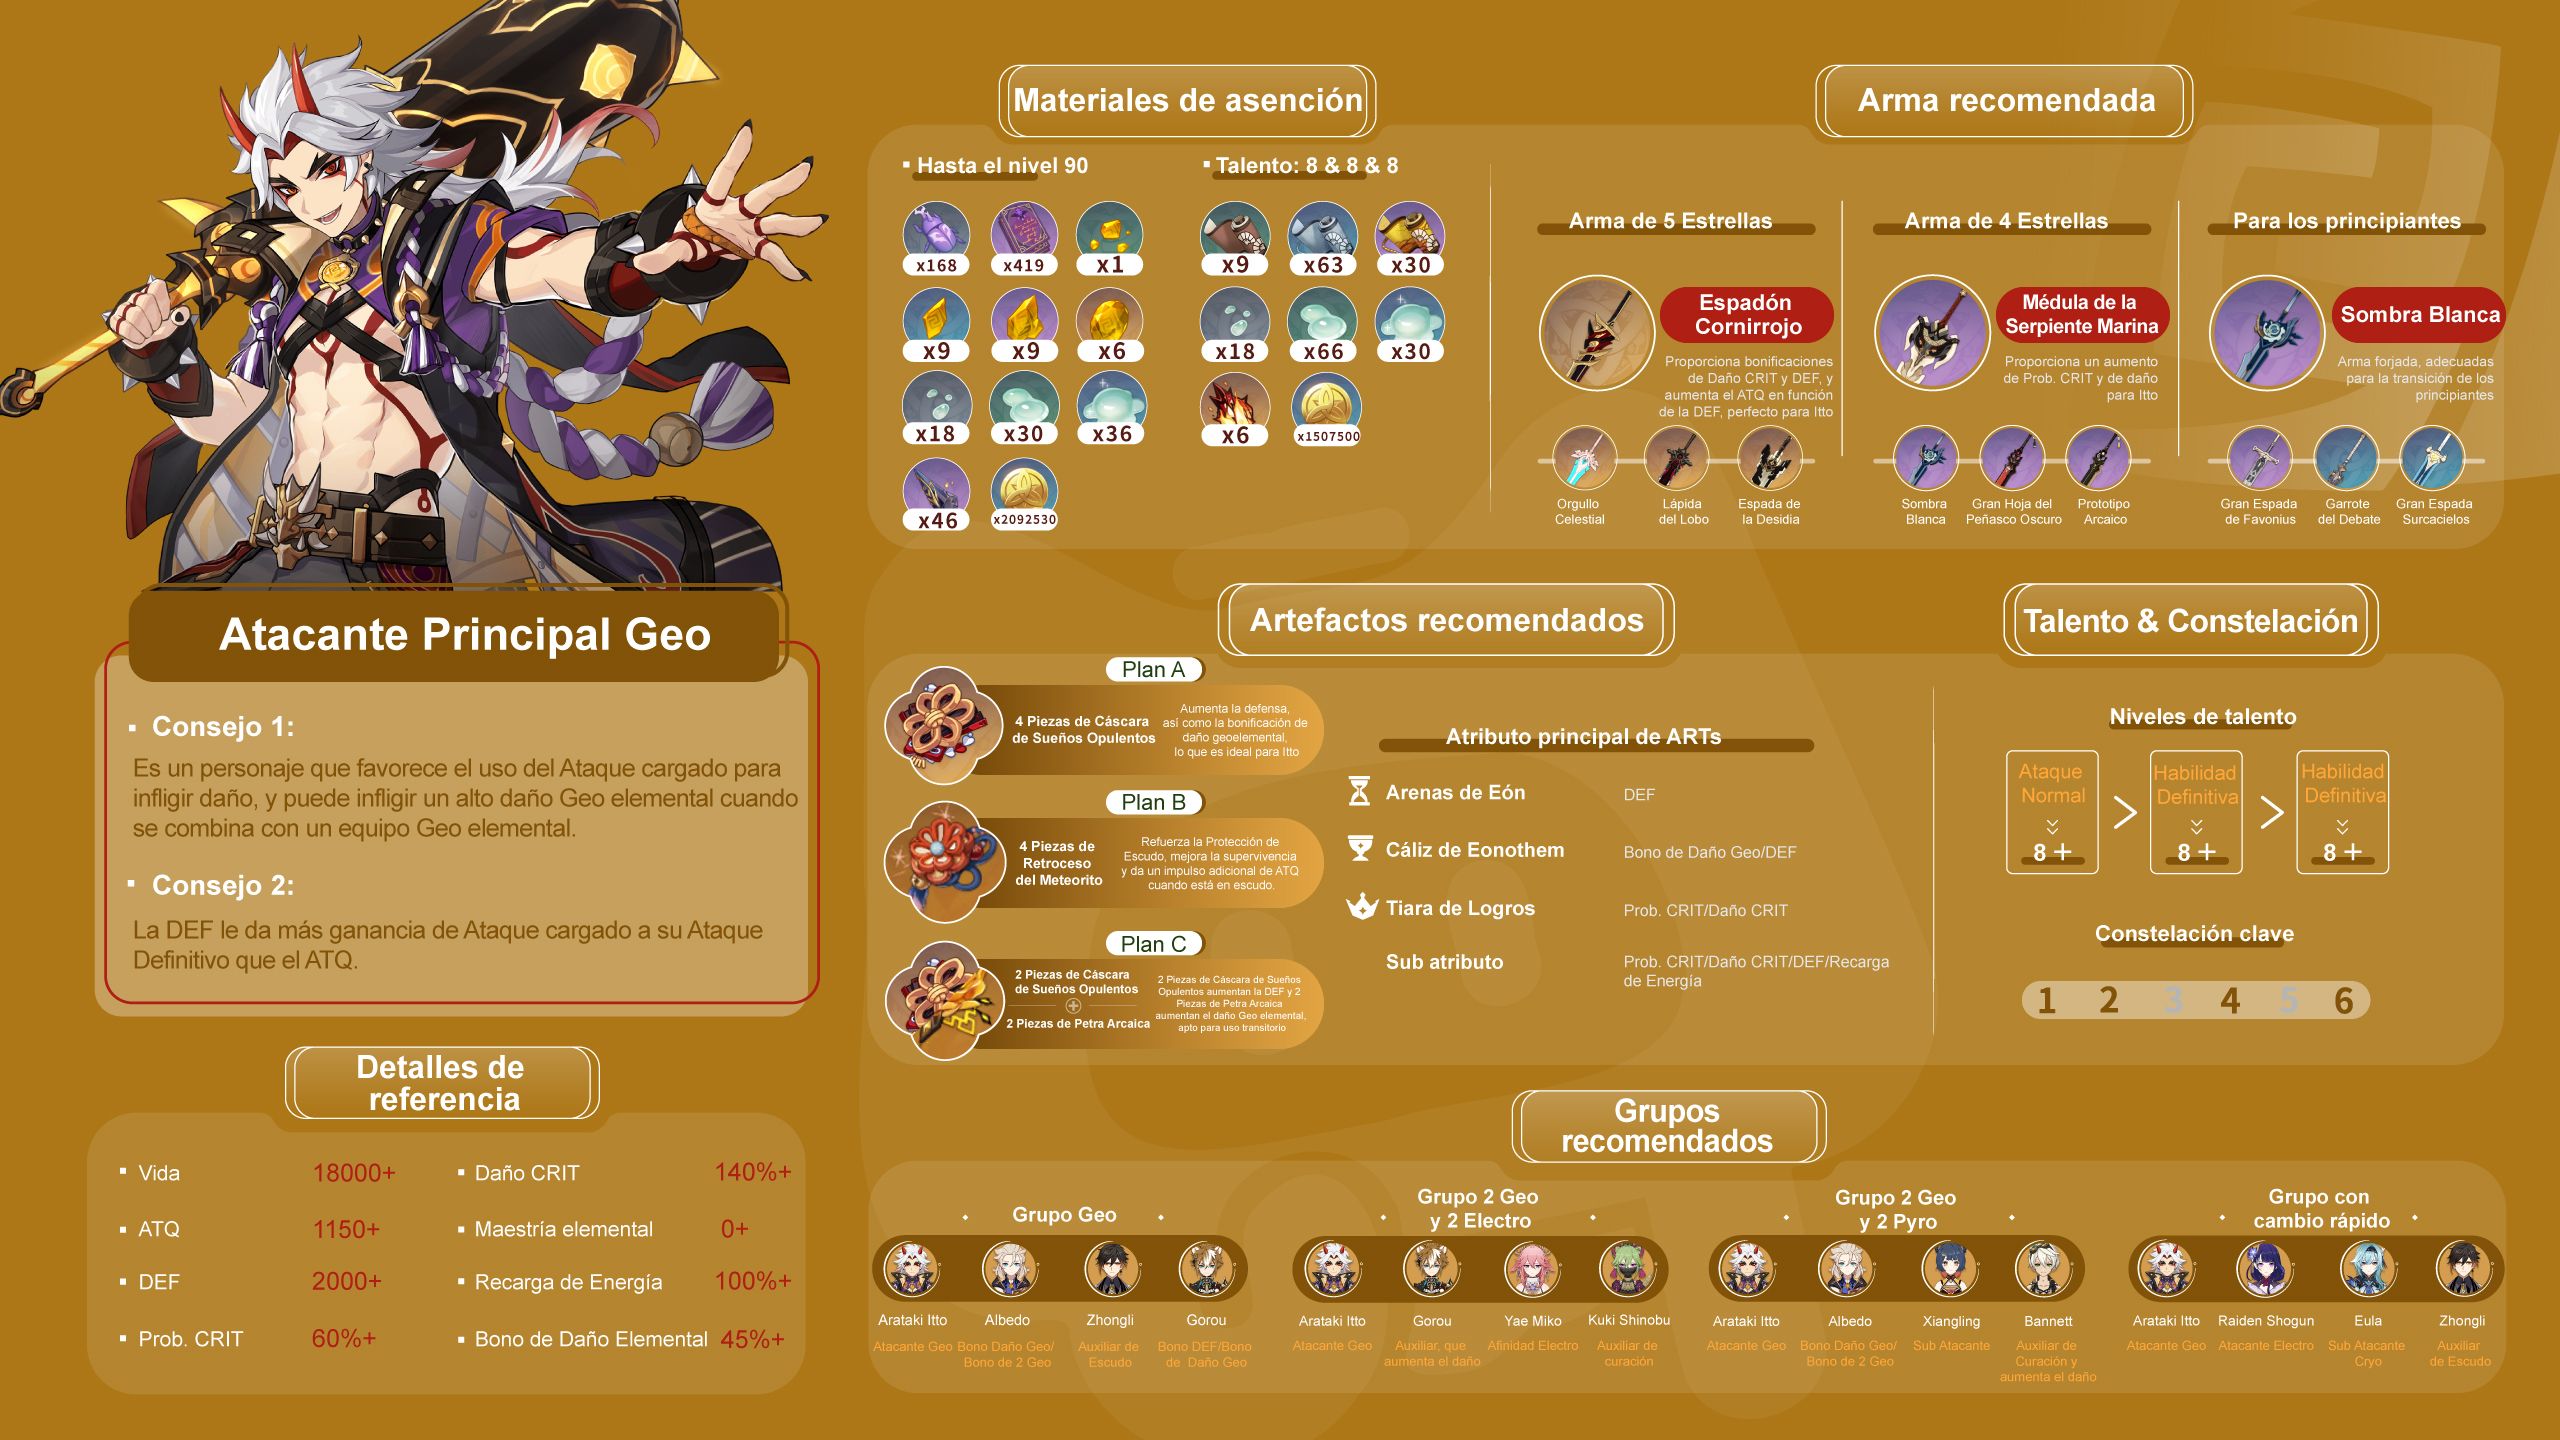 Atacante Principal Geo
Consejo 1:
Es un personaje que favorece el uso del Ataque cargado para
infligir daño, y puede infligir un alto daño Geo elemental cuando
se combina con un equipo Geo elemental.
Consejo 2:
La DEF le da más ganancia de Ataque cargado a su Ataque
Definitivo que el ATQ.
Detalles de
referencia
Vida 18000+ Daño CRIT 140%+
ATQ 1150+ Maestría elemental 0+
DEF 2000+ Recarga de Energía 100%+
Prob. CRIT 60%+ Bono de Daño Elemental 45%+
Materiales de asención
Hasta el nivel 90
x168 x419 x1
x9 x9 x6
x18 x30 x36
x46 x2092530
Talento: 8 & 8 & 8
x9 x63 x30
x18 x66 x30
x6 x1507500
Arma recomendada
Arma de 5 Estrellas
Espadón
Cornirrojo
Proporciona bonificaciones
de Daño CRIT y DEF, y
aumenta el ATQ en función
de la DEF, perfecto para Itto
Orgullo
Celestial
Lápida
del Lobo
Espada de
la Desidia
Arma de 4 Estrellas
Médula de la
Serpiente Marina
Proporciona un aumento
de Prob. CRIT y de daño
para Itto
Sombra
Blanca
Gran Hoja del
Peñasco Oscuro
Prototipo
Arcaico
Para los principiantes
Sombra Blanca
Arma forjada, adecuadas
para la transición de los
principiantes
Gran Espada
de Favonius
Garrote
del Debate
Gran Espada
Surcacielos
Artefactos recomendados
Plan A
4 Piezas de Cáscara
de Sueños Opulentos
Aumenta la defensa,
así como la bonificación de
daño geoelemental,
lo que es ideal para Itto
Plan B
4 Piezas de
Retroceso
del Meteorito
Refuerza la Protección de
Escudo, mejora la supervivencia
y da un impulso adicional de ATQ
cuando está en escudo.
Plan C
2 Piezas de Cáscara
de Sueños Opulentos
2 Piezas de Petra Arcaica
2 Piezas de Cáscara de Sueños
Opulentos aumentan la DEF y 2
Piezas de Petra Arcaica
aumentan el daño Geo elemental,
apto para uso transitorio
Atributo principal de ARTs
Arenas de Eón DEF
Cáliz de Eonothem Bono de Daño Geo/DEF
Tiara de Logros Prob. CRIT/Daño CRIT
Sub atributo Prob. CRIT/Daño CRIT/DEF/Recarga
de Energía
Talento & Constelación
Niveles de talento
Ataque
Normal
8 +
>
Habilidad
Definitiva
8 +
>
Habilidad
Definitiva
8 +
Constelación clave
1 2 3 4 5 6
Grupos
recomendados
Grupo Geo
Arataki Itto
Atacante Geo
Albedo
Bono Daño Geo/
Bono de 2 Geo
Zhongli
Auxiliar de
Escudo
Gorou
Bono DEF/Bono
de Daño Geo
Grupo 2 Geo
y 2 Electro
Arataki Itto
Atacante Geo
Gorou
Auxiliar, que
aumenta el daño
Yae Miko
Afinidad Electro
Kuki Shinobu
Auxiliar de
curación
Grupo 2 Geo
y 2 Pyro
Arataki Itto
Atacante Geo
Albedo
Bono Daño Geo/
Bono de 2 Geo
Xiangling
Sub Atacante
Bannett
Auxiliar de
Curación y
aumenta el daño
Grupo con
cambio rápido
Arataki Itto
Atacante Geo
Raiden Shogun
Atacante Electro
Eula
Sub Atacante
Cryo
Zhongli
Auxiliar
de Escudo